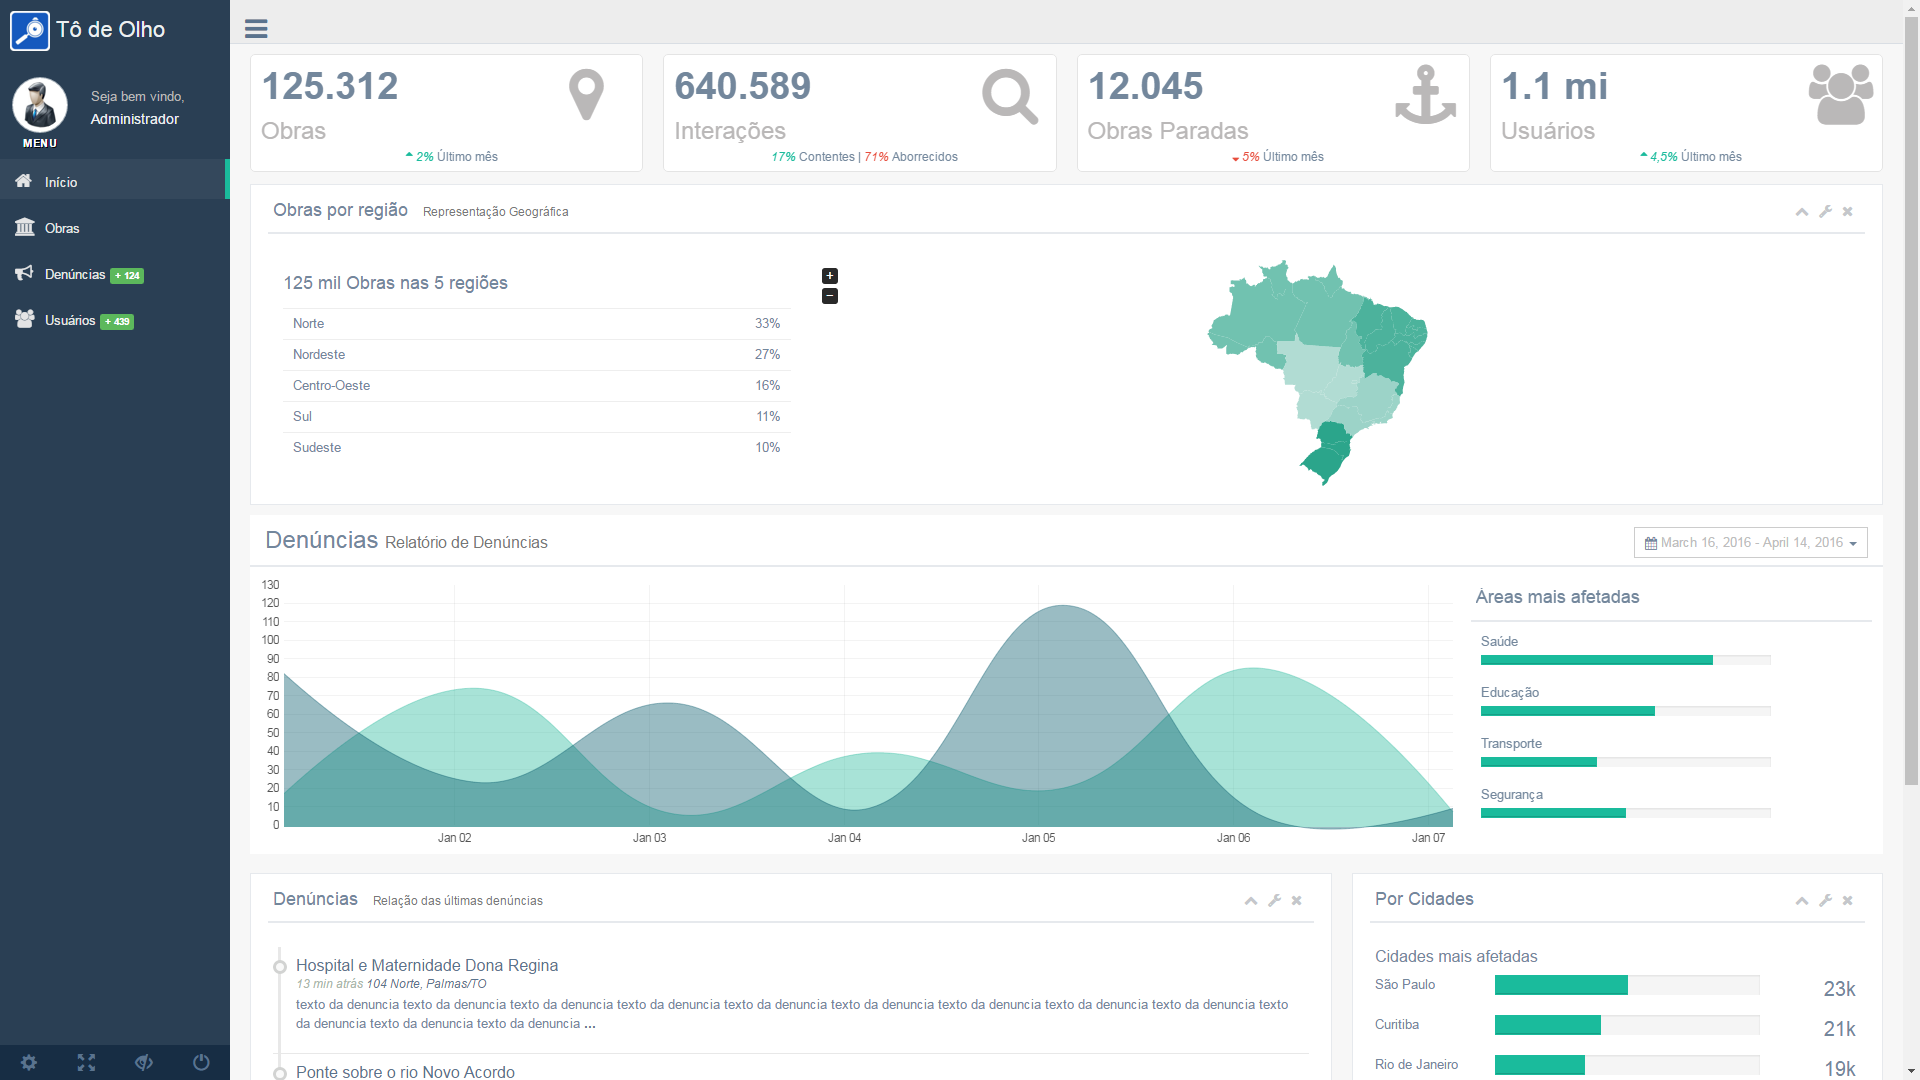 Tô de Olho
Seja bem vindo,
Administrador
MENU
Início
Obras
Denúncias + 124
Usuários + 439
125.312
Obras
2% Último mês
640.589
Interações
17% Contentes | 71% Aborrecidos
12.045
Obras Paradas
5% Último mês
1.1 mi
Usuários
4,5% Último mês
Obras por região Representação Geográfica
125 mil Obras nas 5 regiões
Norte 33%
Nordeste 27%
Centro-Oeste 16%
Sul 11%
Sudeste 10%
+
−
Denúncias Relatório de Denúncias
March 16, 2016 - April 14, 2016
130
120
110
100
90
80
70
60
50
40
30
20
10
0
Jan 02 Jan 03 Jan 04 Jan 05 Jan 06 Jan 07
Áreas mais afetadas
Saúde
Educação
Transporte
Segurança
Denúncias Relação das últimas denúncias
Hospital e Maternidade Dona Regina
13 min atrás 104 Norte, Palmas/TO
texto da denuncia texto da denuncia texto da denuncia texto da denuncia texto da denuncia texto da denuncia texto da denuncia texto da denuncia texto da denuncia texto
da denuncia texto da denuncia texto da denuncia ...
Ponte sobre o rio Novo Acordo
Por Cidades
Cidades mais afetadas
São Paulo 23k
Curitiba 21k
Rio de Janeiro 19k